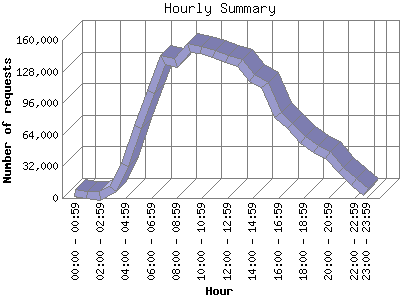 Hourly Summary
Number of requests
160,000
128,000
96,000
64,000
32,000
0
00:00 - 00:59
02:00 - 02:59
04:00 - 04:59
06:00 - 06:59
08:00 - 08:59
10:00 - 10:59
12:00 - 12:59
14:00 - 14:59
16:00 - 16:59
18:00 - 18:59
20:00 - 20:59
22:00 - 22:59
23:00 - 23:59
Hour